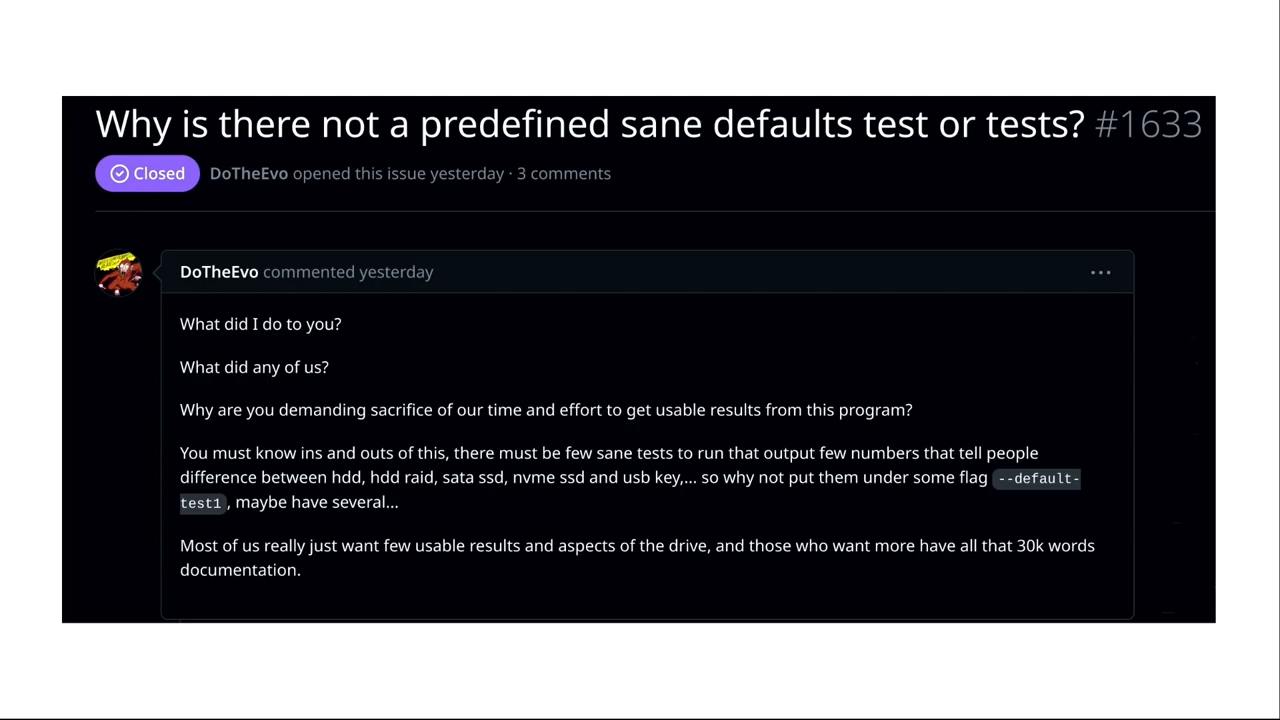 Why is there not a predefined sane defaults test or tests? #1633
Closed DoTheEvo opened this issue yesterday · 3 comments
DoTheEvo commented yesterday
What did I do to you?
What did any of us?
Why are you demanding sacrifice of our time and effort to get usable results from this program?
You must know ins and outs of this, there must be few sane tests to run that output few numbers that tell people
difference between hdd, hdd raid, sata ssd, nvme ssd and usb key,... so why not put them under some flag --default-
test1, maybe have several...
Most of us really just want few usable results and aspects of the drive, and those who want more have all that 30k words
documentation.